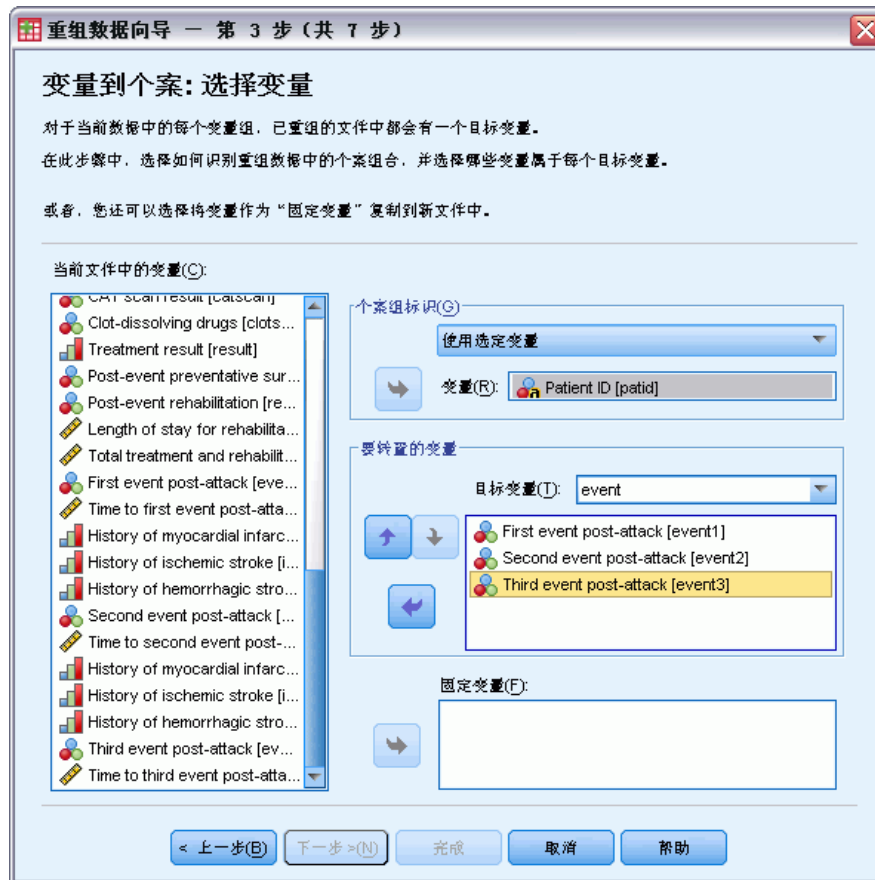 重组数据向导 — 第 3 步（共 7 步）
变量到个案: 选择变量
对于当前数据中的每个变量组，已重组的文件中都会有一个目标变量。
在此步骤中，选择如何识别重组数据中的个案组合，并选择哪些变量属于每个目标变量。
或者，您还可以选择将变量作为“固定变量”复制到新文件中。
当前文件中的变量(C):
CAT scan result [catscan]
Clot-dissolving drugs [clots...
Treatment result [result]
Post-event preventative sur...
Post-event rehabilitation [re...
Length of stay for rehabilita...
Total treatment and rehabilit...
First event post-attack [eve...
Time to first event post-atta...
History of myocardial infarc...
History of ischemic stroke [i...
History of hemorrhagic stro...
Second event post-attack [...
Time to second event post-...
History of myocardial infarc...
History of ischemic stroke [i...
History of hemorrhagic stro...
Third event post-attack [ev...
Time to third event post-atta...
个案组标识(G)
使用选定变量
变量(R):
Patient ID [patid]
要转置的变量
目标变量(T):
event
First event post-attack [event1]
Second event post-attack [event2]
Third event post-attack [event3]
固定变量(F):
< 上一步(B)
下一步 >(N)
完成
取消
帮助